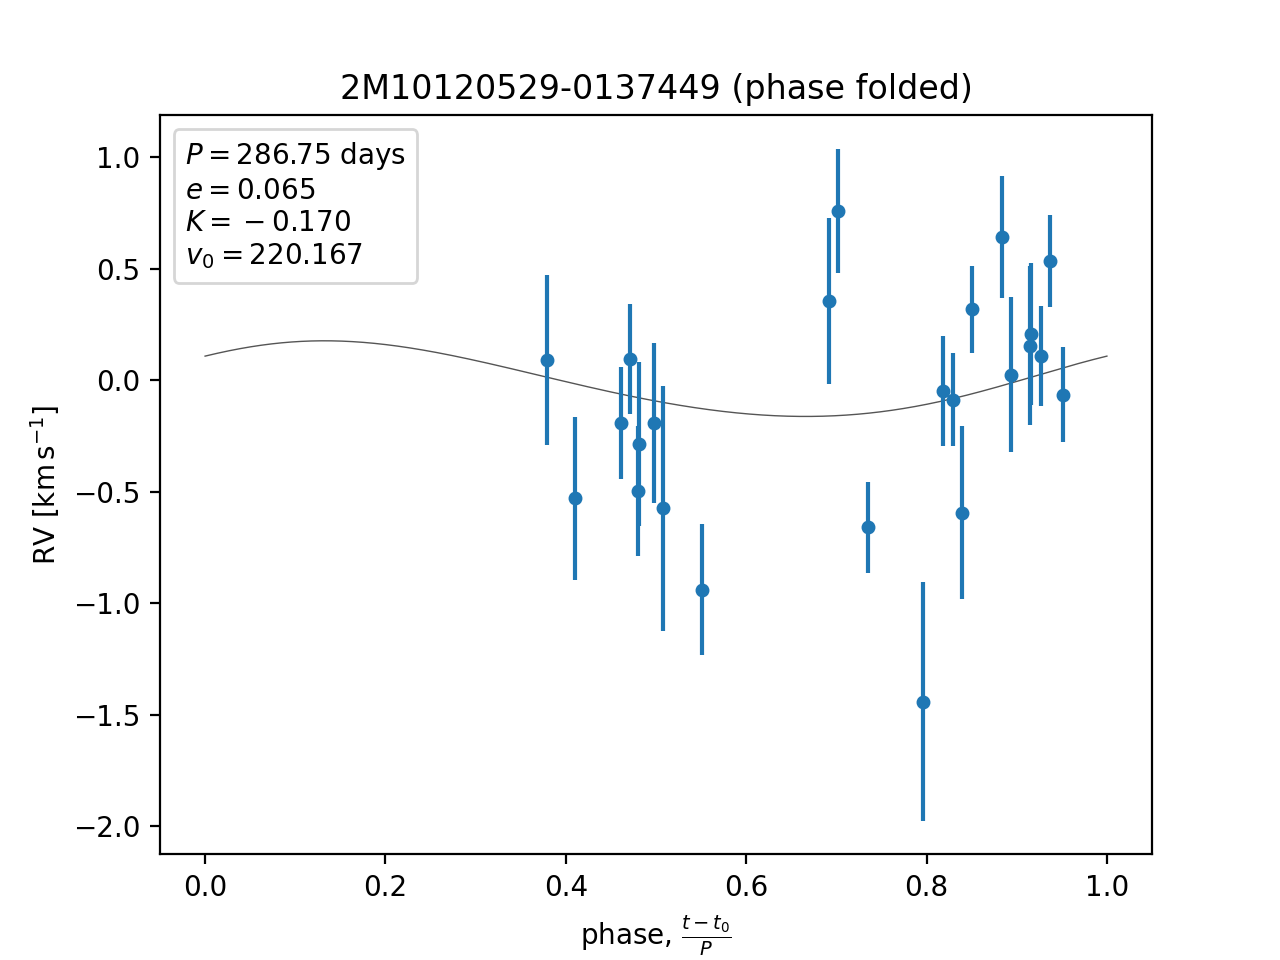 2M10120529-0137449 (phase folded)
P = 286.75 days
e = 0.065
K = −0.170
v₀ = 220.167
1.0
0.5
0.0
−0.5
−1.0
−1.5
−2.0
RV [km s⁻¹]
0.0 0.2 0.4 0.6 0.8 1.0
phase, (t − t₀)/P